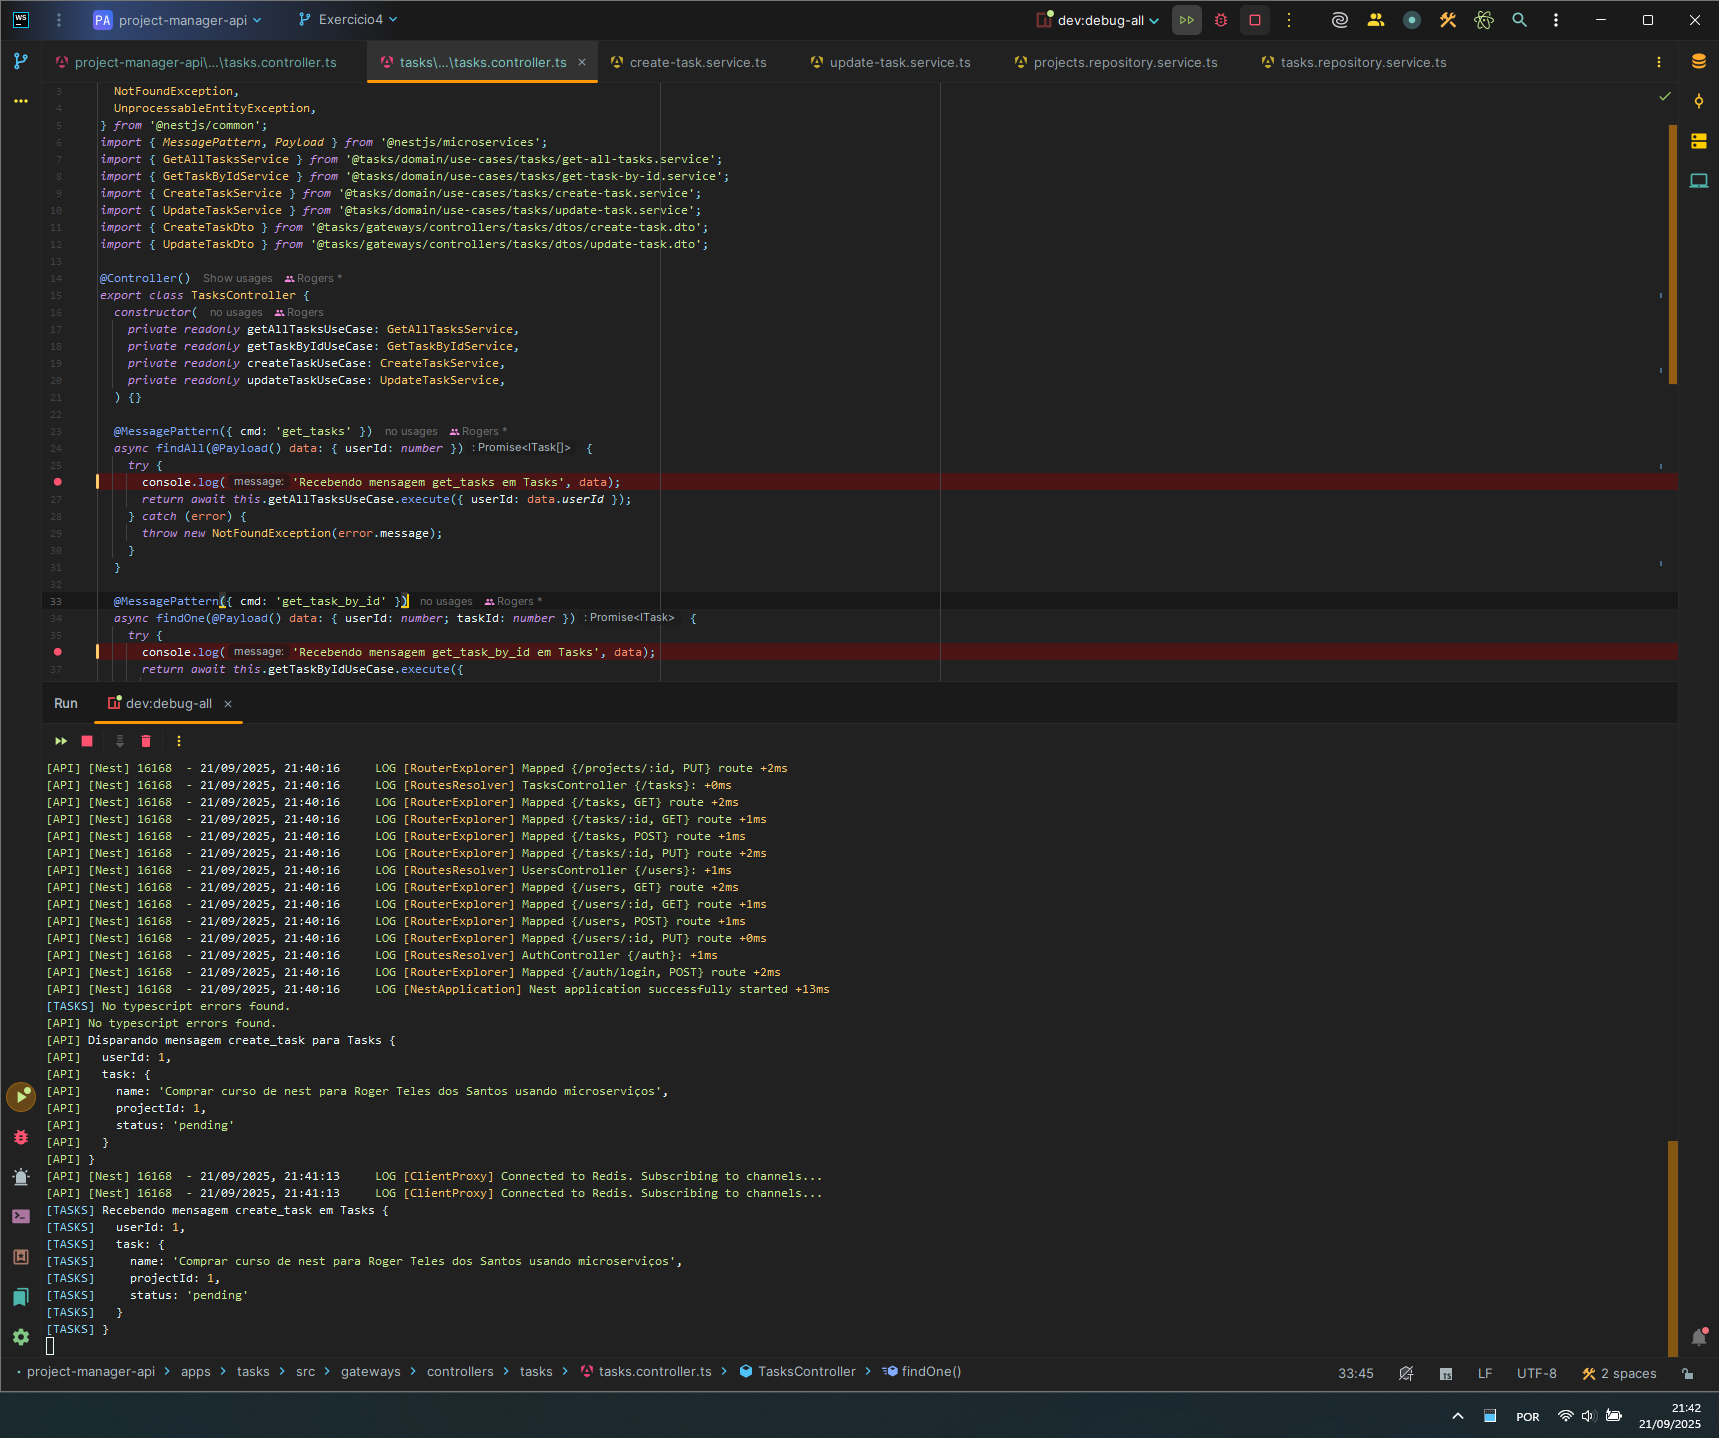 WS PA project-manager-api Exercicio4 dev:debug-all
project-manager-api\...\tasks.controller.ts tasks\...\tasks.controller.ts create-task.service.ts update-task.service.ts projects.repository.service.ts tasks.repository.service.ts
3 NotFoundException,
4 UnprocessableEntityException,
5 } from '@nestjs/common';
6 import { MessagePattern, Payload } from '@nestjs/microservices';
7 import { GetAllTasksService } from '@tasks/domain/use-cases/tasks/get-all-tasks.service';
8 import { GetTaskByIdService } from '@tasks/domain/use-cases/tasks/get-task-by-id.service';
9 import { CreateTaskService } from '@tasks/domain/use-cases/tasks/create-task.service';
10 import { UpdateTaskService } from '@tasks/domain/use-cases/tasks/update-task.service';
11 import { CreateTaskDto } from '@tasks/gateways/controllers/tasks/dtos/create-task.dto';
12 import { UpdateTaskDto } from '@tasks/gateways/controllers/tasks/dtos/update-task.dto';
13
14 @Controller() Show usages Rogers *
15 export class TasksController {
16 constructor( no usages Rogers
17 private readonly getAllTasksUseCase: GetAllTasksService,
18 private readonly getTaskByIdUseCase: GetTaskByIdService,
19 private readonly createTaskUseCase: CreateTaskService,
20 private readonly updateTaskUseCase: UpdateTaskService,
21 ) {}
22
23 @MessagePattern({ cmd: 'get_tasks' }) no usages Rogers *
24 async findAll(@Payload() data: { userId: number }) : Promise<ITask[]> {
25 try {
console.log( message: 'Recebendo mensagem get_tasks em Tasks', data);
27 return await this.getAllTasksUseCase.execute({ userId: data.userId });
28 } catch (error) {
29 throw new NotFoundException(error.message);
30 }
31 }
32
33 @MessagePattern({ cmd: 'get_task_by_id' }) no usages Rogers *
34 async findOne(@Payload() data: { userId: number; taskId: number }) : Promise<ITask> {
35 try {
console.log( message: 'Recebendo mensagem get_task_by_id em Tasks', data);
37 return await this.getTaskByIdUseCase.execute({
Run dev:debug-all
[API] [Nest] 16168 - 21/09/2025, 21:40:16 LOG [RouterExplorer] Mapped {/projects/:id, PUT} route +2ms
[API] [Nest] 16168 - 21/09/2025, 21:40:16 LOG [RoutesResolver] TasksController {/tasks}: +0ms
[API] [Nest] 16168 - 21/09/2025, 21:40:16 LOG [RouterExplorer] Mapped {/tasks, GET} route +2ms
[API] [Nest] 16168 - 21/09/2025, 21:40:16 LOG [RouterExplorer] Mapped {/tasks/:id, GET} route +1ms
[API] [Nest] 16168 - 21/09/2025, 21:40:16 LOG [RouterExplorer] Mapped {/tasks, POST} route +1ms
[API] [Nest] 16168 - 21/09/2025, 21:40:16 LOG [RouterExplorer] Mapped {/tasks/:id, PUT} route +2ms
[API] [Nest] 16168 - 21/09/2025, 21:40:16 LOG [RoutesResolver] UsersController {/users}: +1ms
[API] [Nest] 16168 - 21/09/2025, 21:40:16 LOG [RouterExplorer] Mapped {/users, GET} route +2ms
[API] [Nest] 16168 - 21/09/2025, 21:40:16 LOG [RouterExplorer] Mapped {/users/:id, GET} route +1ms
[API] [Nest] 16168 - 21/09/2025, 21:40:16 LOG [RouterExplorer] Mapped {/users, POST} route +1ms
[API] [Nest] 16168 - 21/09/2025, 21:40:16 LOG [RouterExplorer] Mapped {/users/:id, PUT} route +0ms
[API] [Nest] 16168 - 21/09/2025, 21:40:16 LOG [RoutesResolver] AuthController {/auth}: +1ms
[API] [Nest] 16168 - 21/09/2025, 21:40:16 LOG [RouterExplorer] Mapped {/auth/login, POST} route +2ms
[API] [Nest] 16168 - 21/09/2025, 21:40:16 LOG [NestApplication] Nest application successfully started +13ms
[TASKS] No typescript errors found.
[API] No typescript errors found.
[API] Disparando mensagem create_task para Tasks {
[API] userId: 1,
[API] task: {
[API] name: 'Comprar curso de nest para Roger Teles dos Santos usando microserviços',
[API] projectId: 1,
[API] status: 'pending'
[API] }
[API] }
[API] [Nest] 16168 - 21/09/2025, 21:41:13 LOG [ClientProxy] Connected to Redis. Subscribing to channels...
[API] [Nest] 16168 - 21/09/2025, 21:41:13 LOG [ClientProxy] Connected to Redis. Subscribing to channels...
[TASKS] Recebendo mensagem create_task em Tasks {
[TASKS] userId: 1,
[TASKS] task: {
[TASKS] name: 'Comprar curso de nest para Roger Teles dos Santos usando microserviços',
[TASKS] projectId: 1,
[TASKS] status: 'pending'
[TASKS] }
[TASKS] }
project-manager-api > apps > tasks > src > gateways > controllers > tasks > tasks.controller.ts > TasksController > findOne() 33:45 LF UTF-8 2 spaces
POR 21:42
21/09/2025